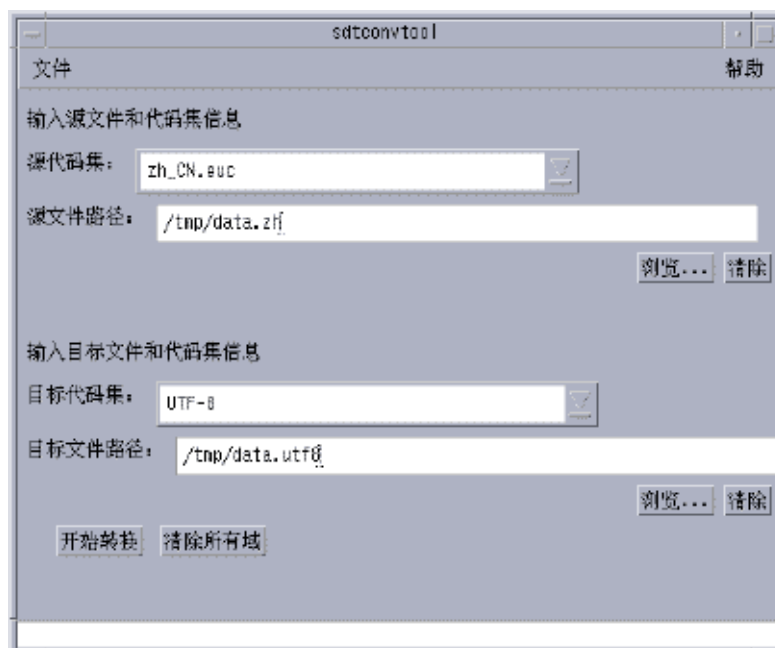 sdtconvtool
文件 帮助
输入源文件和代码集信息
源代码集： zh_CN.euc
源文件路径： /tmp/data.zh
浏览... 清除
输入目标文件和代码集信息
目标代码集： UTF-8
目标文件路径： /tmp/data.utf8
浏览... 清除
开始转换 清除所有域